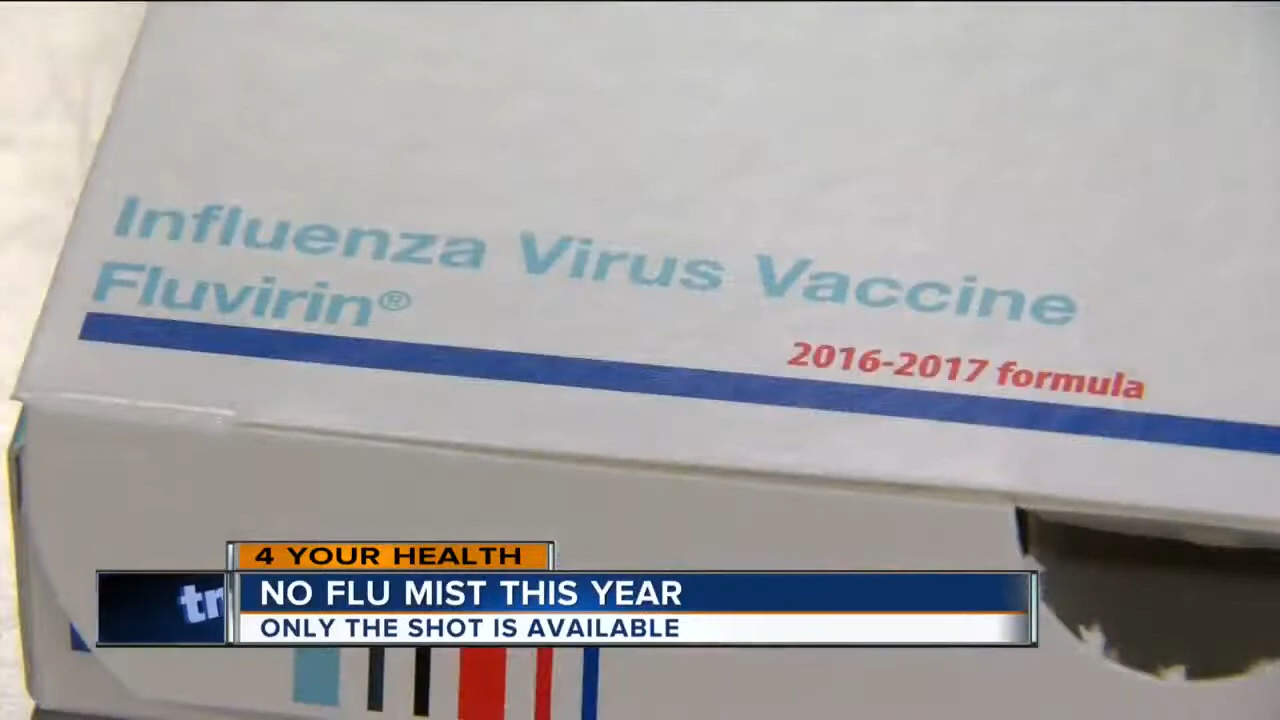 Influenza Virus Vaccine
Fluvirin®
2016-2017 formula
4 YOUR HEALTH
NO FLU MIST THIS YEAR
tr
ONLY THE SHOT IS AVAILABLE